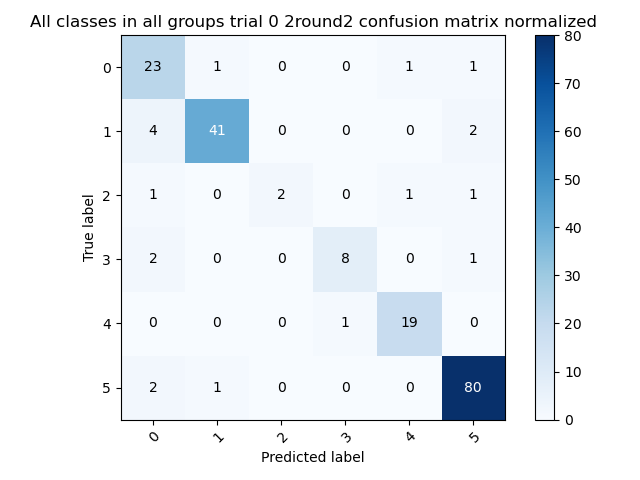 All classes in all groups trial 0 2round2 confusion matrix normalized
0 23 1 0 0 1 1
1 4 41 0 0 0 2
2 1 0 2 0 1 1
3 2 0 0 8 0 1
4 0 0 0 1 19 0
5 2 1 0 0 0 80
0 1 2 3 4 5
True label
Predicted label
80
70
60
50
40
30
20
10
0